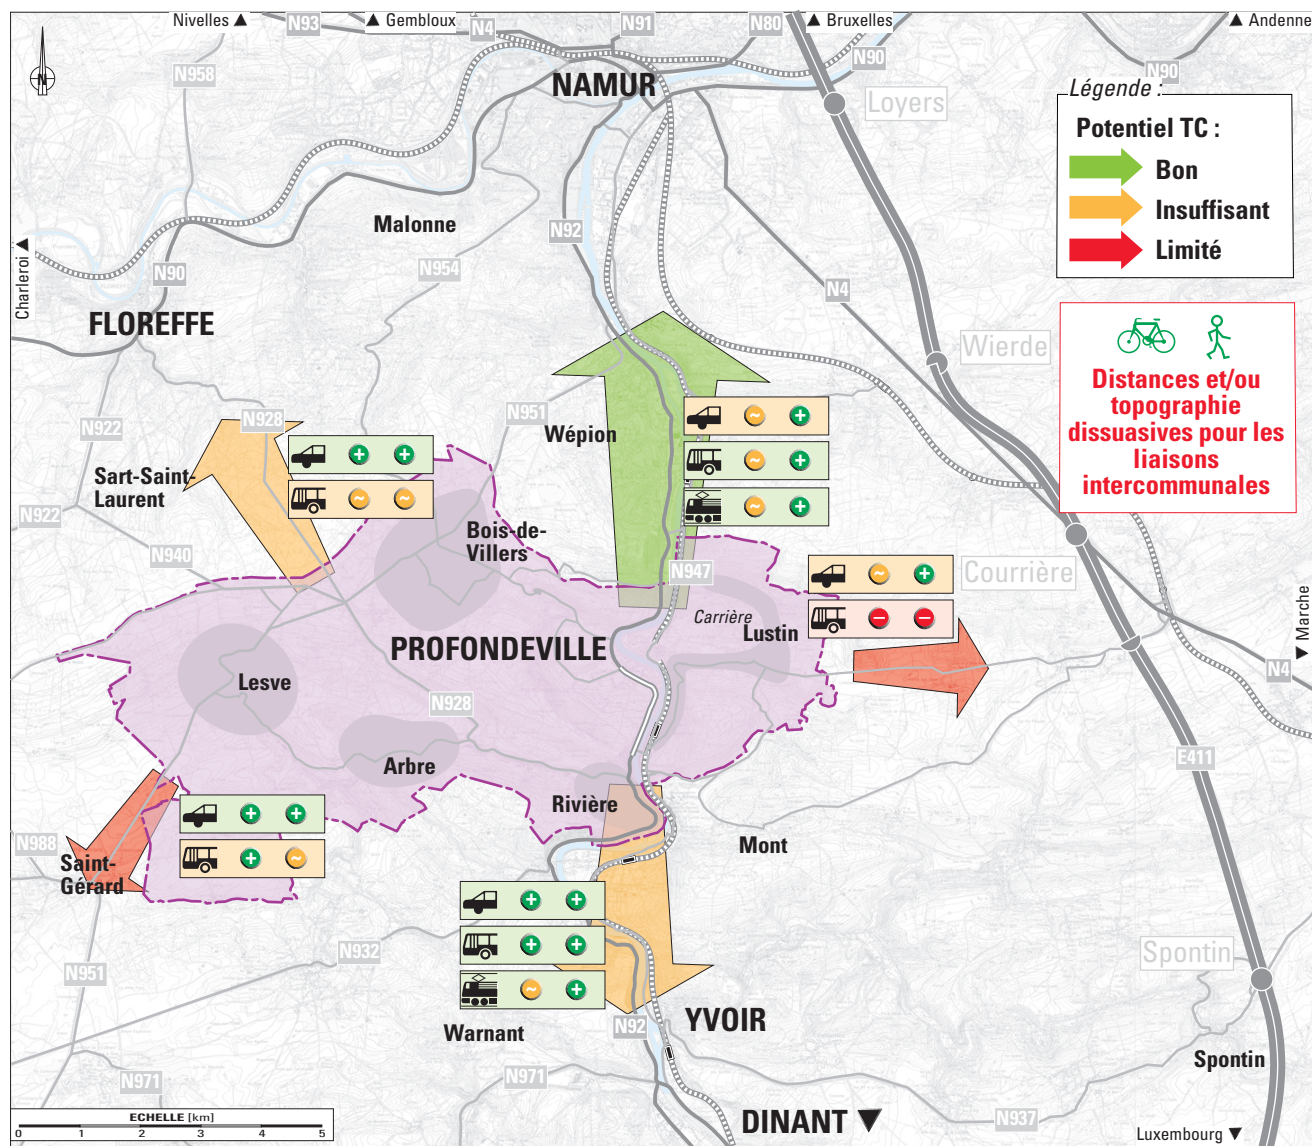 Nivelles ▲
N93
▲ Gembloux
N4
N91
N80
▲ Bruxelles
▲ Andenne
N
N958
NAMUR
N90
N90
Loyers
Légende :
Potentiel TC :
Bon
Insuffisant
Limité
Malonne
N92
Charleroi ▲
N90
N954
N4
FLOREFFE
Wierde
Distances et/ou
topographie
dissuasives pour les
liaisons
intercommunales
N951
N928
N922
Wépion
Sart-Saint-
Laurent
N922
Bois-de-
Villers
N940
N947
Courrière
Carrière
Lustin
▼ Marche
PROFONDEVILLE
N4
Lesve
N928
Arbre
E411
Rivière
N988
Mont
Saint-
Gérard
N932
N951
Spontin
YVOIR
N92
Warnant
Spontin
N971
N971
ECHELLE [km]
0 1 2 3 4 5
DINANT ▼
N937
Luxembourg ▼